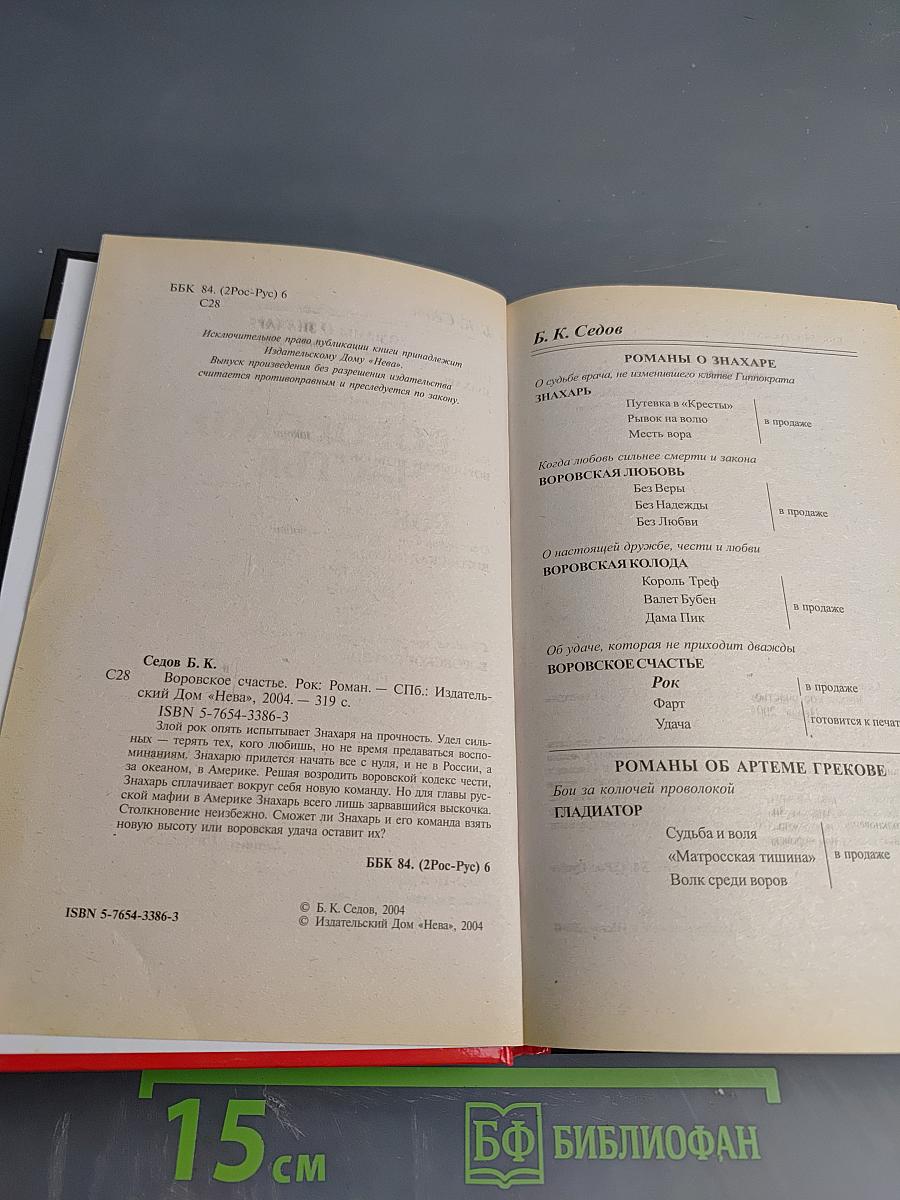 ББК 84. (2Рос-Рус) 6
С28
Исключительное право публикации книги принадлежит
Издательскому Дому «Нева».
Выпуск произведения без разрешения издательства
считается противоправным и преследуется по закону.
Седов Б. К.
С28 Воровское счастье. Рок: Роман. — СПб.: Издатель-
ский Дом «Нева», 2004. — 319 с.
ISBN 5-7654-3386-3
Злой рок опять испытывает Знахаря на прочность. Удел силь-
ных — терять тех, кого любишь, но не время предаваться воспо-
минаниям. Знахарю придется начать все с нуля, и не в России, а
за океаном, в Америке. Решая возродить воровской кодекс чести,
Знахарь сплачивает вокруг себя новую команду. Но для главы рус-
ской мафии в Америке Знахарь всего лишь зарвавшийся выскочка.
Столкновение неизбежно. Сможет ли Знахарь и его команда взять
новую высоту или воровская удача оставит их?
ББК 84. (2Рос-Рус) 6
ISBN 5-7654-3386-3
© Б. К. Седов, 2004
© Издательский Дом «Нева», 2004
Б. К. Седов
РОМАНЫ О ЗНАХАРЕ
О судьбе врача, не изменившего клятве Гиппократа
ЗНАХАРЬ
Путевка в «Кресты»
Рывок на волю
Месть вора
в продаже
Когда любовь сильнее смерти и закона
ВОРОВСКАЯ ЛЮБОВЬ
Без Веры
Без Надежды
Без Любви
в продаже
О настоящей дружбе, чести и любви
ВОРОВСКАЯ КОЛОДА
Король Треф
Валет Бубен
Дама Пик
в продаже
Об удаче, которая не приходит дважды
ВОРОВСКОЕ СЧАСТЬЕ
Рок
в продаже
Фарт
Удача
готовится к печат
РОМАНЫ ОБ АРТЕМЕ ГРЕКОВЕ
Бои за колючей проволокой
ГЛАДИАТОР
Судьба и воля
«Матросская тишина»
Волк среди воров
в продаже
15 см
БФ БИБЛИОФАН